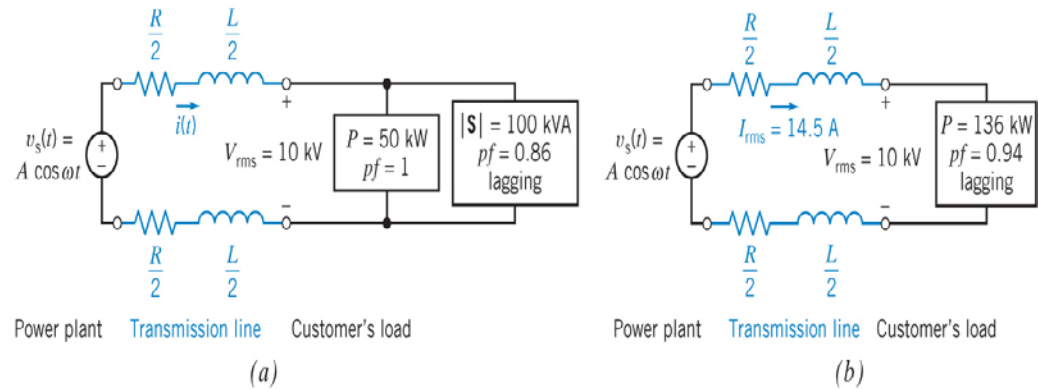 R/2
L/2
i(t)
+
v_s(t) =
A cos ωt
+
−
V_rms = 10 kV
P = 50 kW
pf = 1
|S| = 100 kVA
pf = 0.86
lagging
−
R/2
L/2
Power plant
Transmission line
Customer's load
(a)
R/2
L/2
I_rms = 14.5 A
+
v_s(t) =
A cos ωt
+
−
V_rms = 10 kV
P = 136 kW
pf = 0.94
lagging
−
R/2
L/2
Power plant
Transmission line
Customer's load
(b)